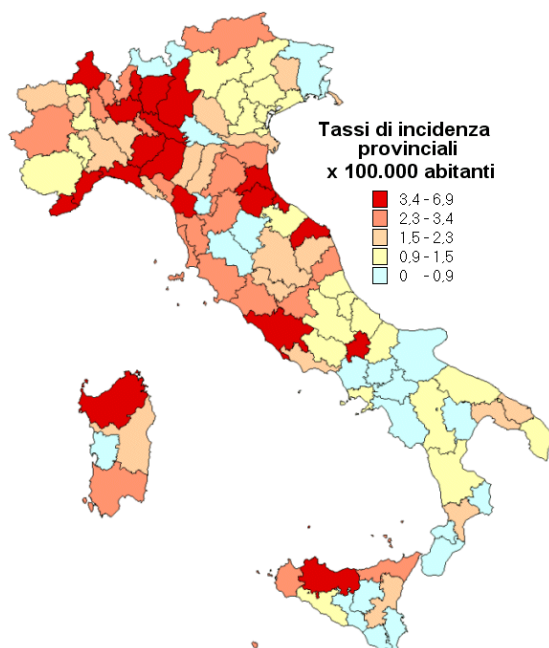 Tassi di incidenza
provinciali
x 100.000 abitanti
3,4 - 6,9
2,3 - 3,4
1,5 - 2,3
0,9 - 1,5
0 - 0,9